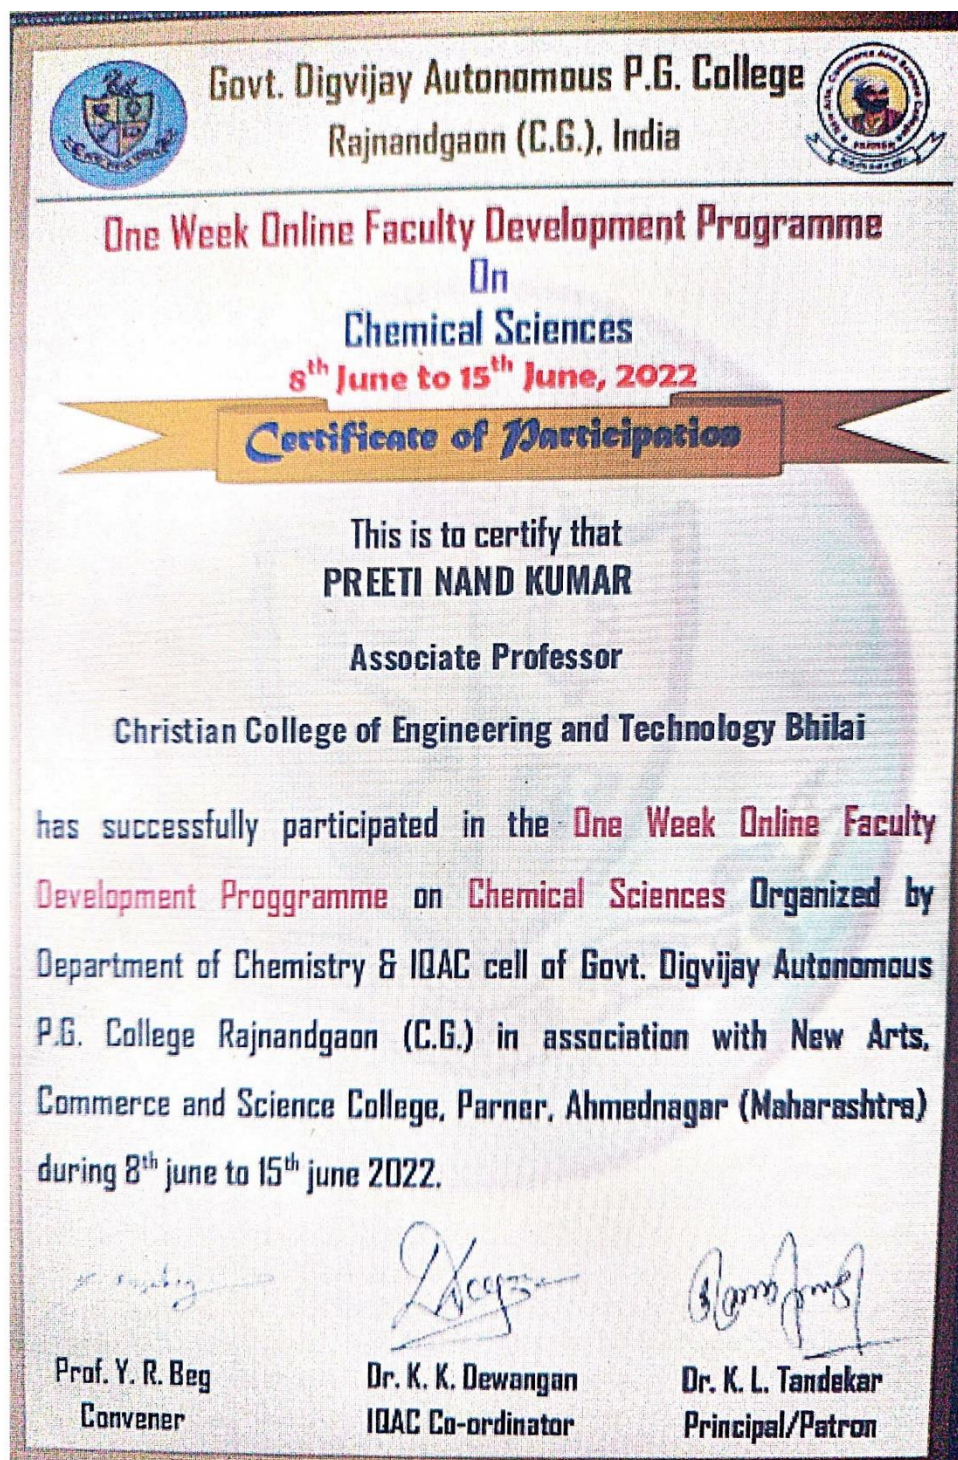 Govt. Digvijay Autonomous P.G. College
Rajnandgaon (C.G.), India
One Week Online Faculty Development Programme
On
Chemical Sciences
8th June to 15th June, 2022
Certificate of Participation
This is to certify that
PREETI NAND KUMAR
Associate Professor
Christian College of Engineering and Technology Bhilai
has successfully participated in the One Week Online Faculty
Development Proggramme on Chemical Sciences Organized by
Department of Chemistry & IQAC cell of Govt. Digvijay Autonomous
P.G. College Rajnandgaon (C.G.) in association with New Arts,
Commerce and Science College, Parner, Ahmednagar (Maharashtra)
during 8th june to 15th june 2022.
Prof. Y. R. Beg
Convener
Dr. K. K. Dewangan
IQAC Co-ordinator
Dr. K. L. Tandekar
Principal/Patron